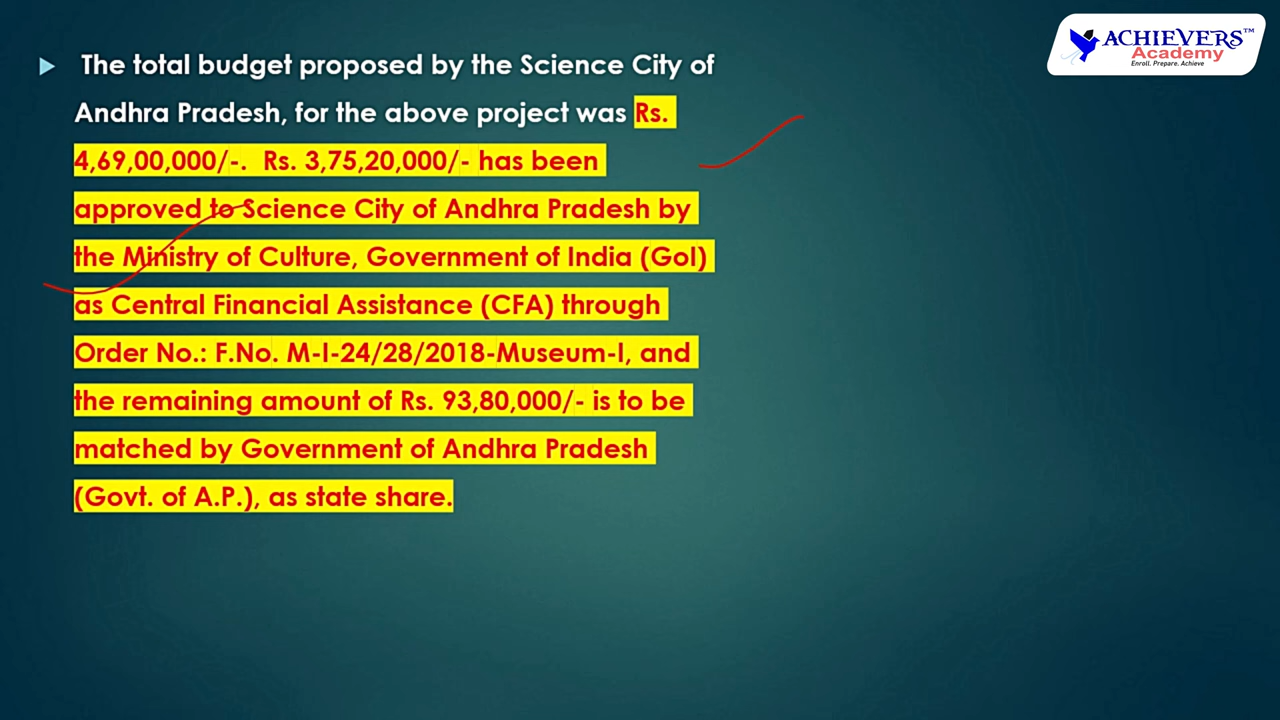 The total budget proposed by the Science City of
Andhra Pradesh, for the above project was Rs.
4,69,00,000/-. Rs. 3,75,20,000/- has been
approved to Science City of Andhra Pradesh by
the Ministry of Culture, Government of India (GoI)
as Central Financial Assistance (CFA) through
Order No.: F.No. M-I-24/28/2018-Museum-I, and
the remaining amount of Rs. 93,80,000/- is to be
matched by Government of Andhra Pradesh
(Govt. of A.P.), as state share.
ACHIEVERS™
Academy
Enroll. Prepare. Achieve